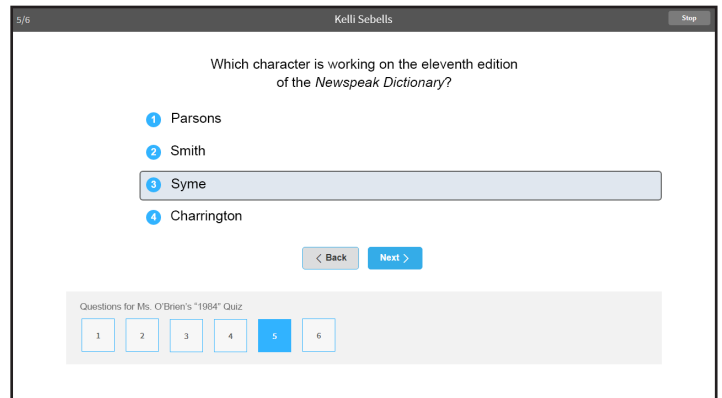 5/6 Kelli Sebells Stop
Which character is working on the eleventh edition
of the Newspeak Dictionary?
1 Parsons
2 Smith
3 Syme
4 Charrington
< Back Next >
Questions for Ms. O'Brien's "1984" Quiz
1 2 3 4 5 6